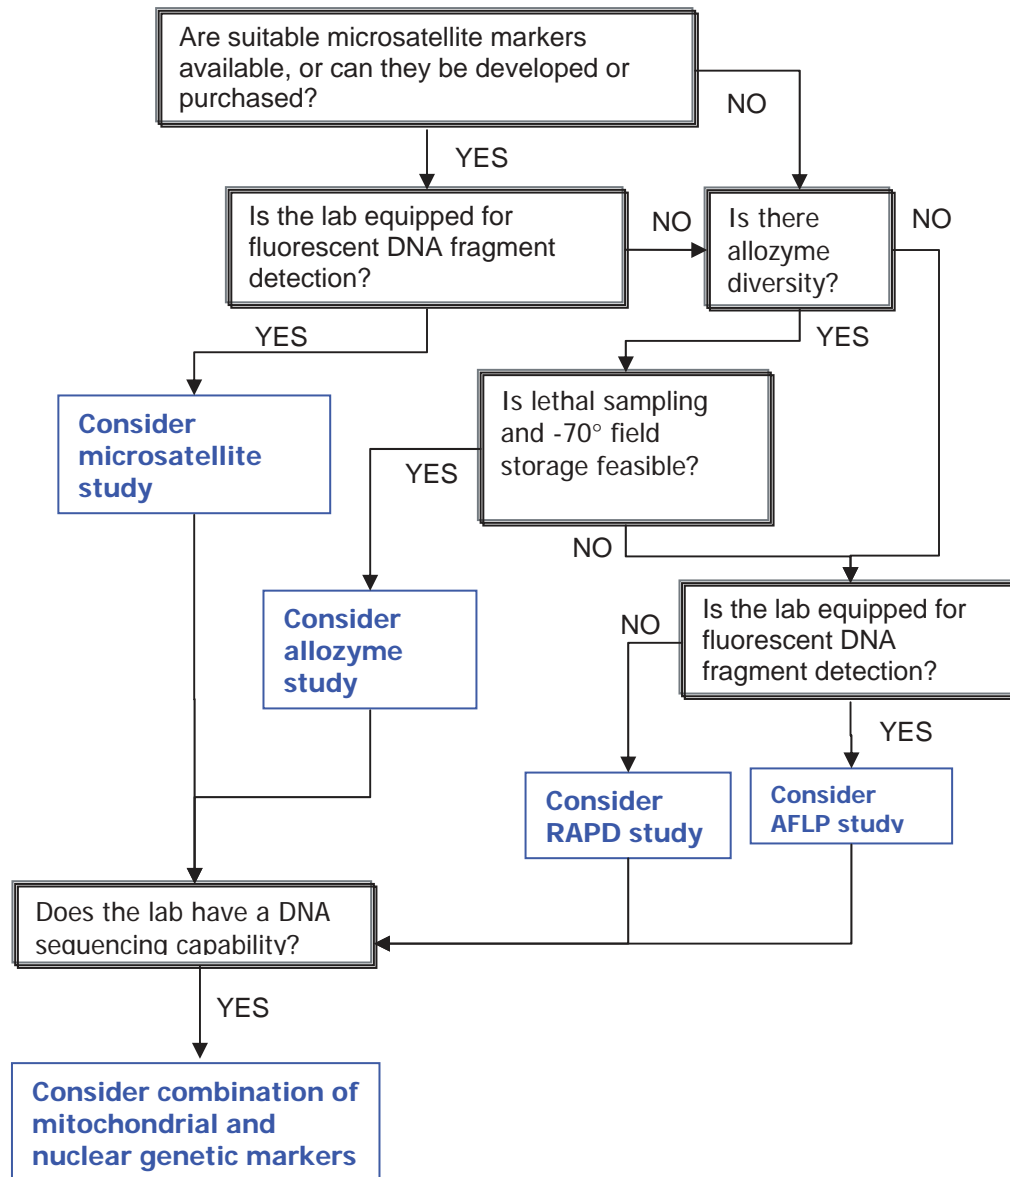 Are suitable microsatellite markers
available, or can they be developed or
purchased?
NO
YES
Is the lab equipped for
fluorescent DNA fragment
detection?
NO
Is there
allozyme
diversity?
NO
YES
YES
Consider
microsatellite
study
Is lethal sampling
and -70° field
storage feasible?
YES
NO
Consider
allozyme
study
Is the lab equipped for
fluorescent DNA
fragment detection?
NO
YES
Consider
RAPD study
Consider
AFLP study
Does the lab have a DNA
sequencing capability?
YES
Consider combination of
mitochondrial and
nuclear genetic markers